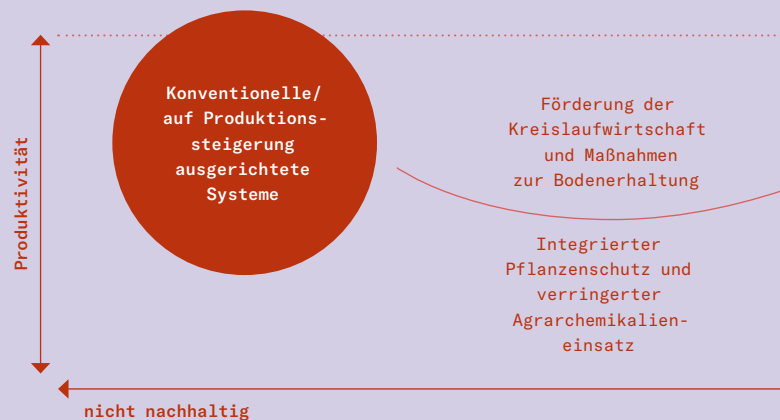 Produktivität
Konventionelle/
auf Produktions-
steigerung
ausgerichtete
Systeme
Förderung der
Kreislaufwirtschaft
und Maßnahmen
zur Bodenerhaltung
Integrierter
Pflanzenschutz und
verringerter
Agrarchemikalien-
einsatz
nicht nachhaltig